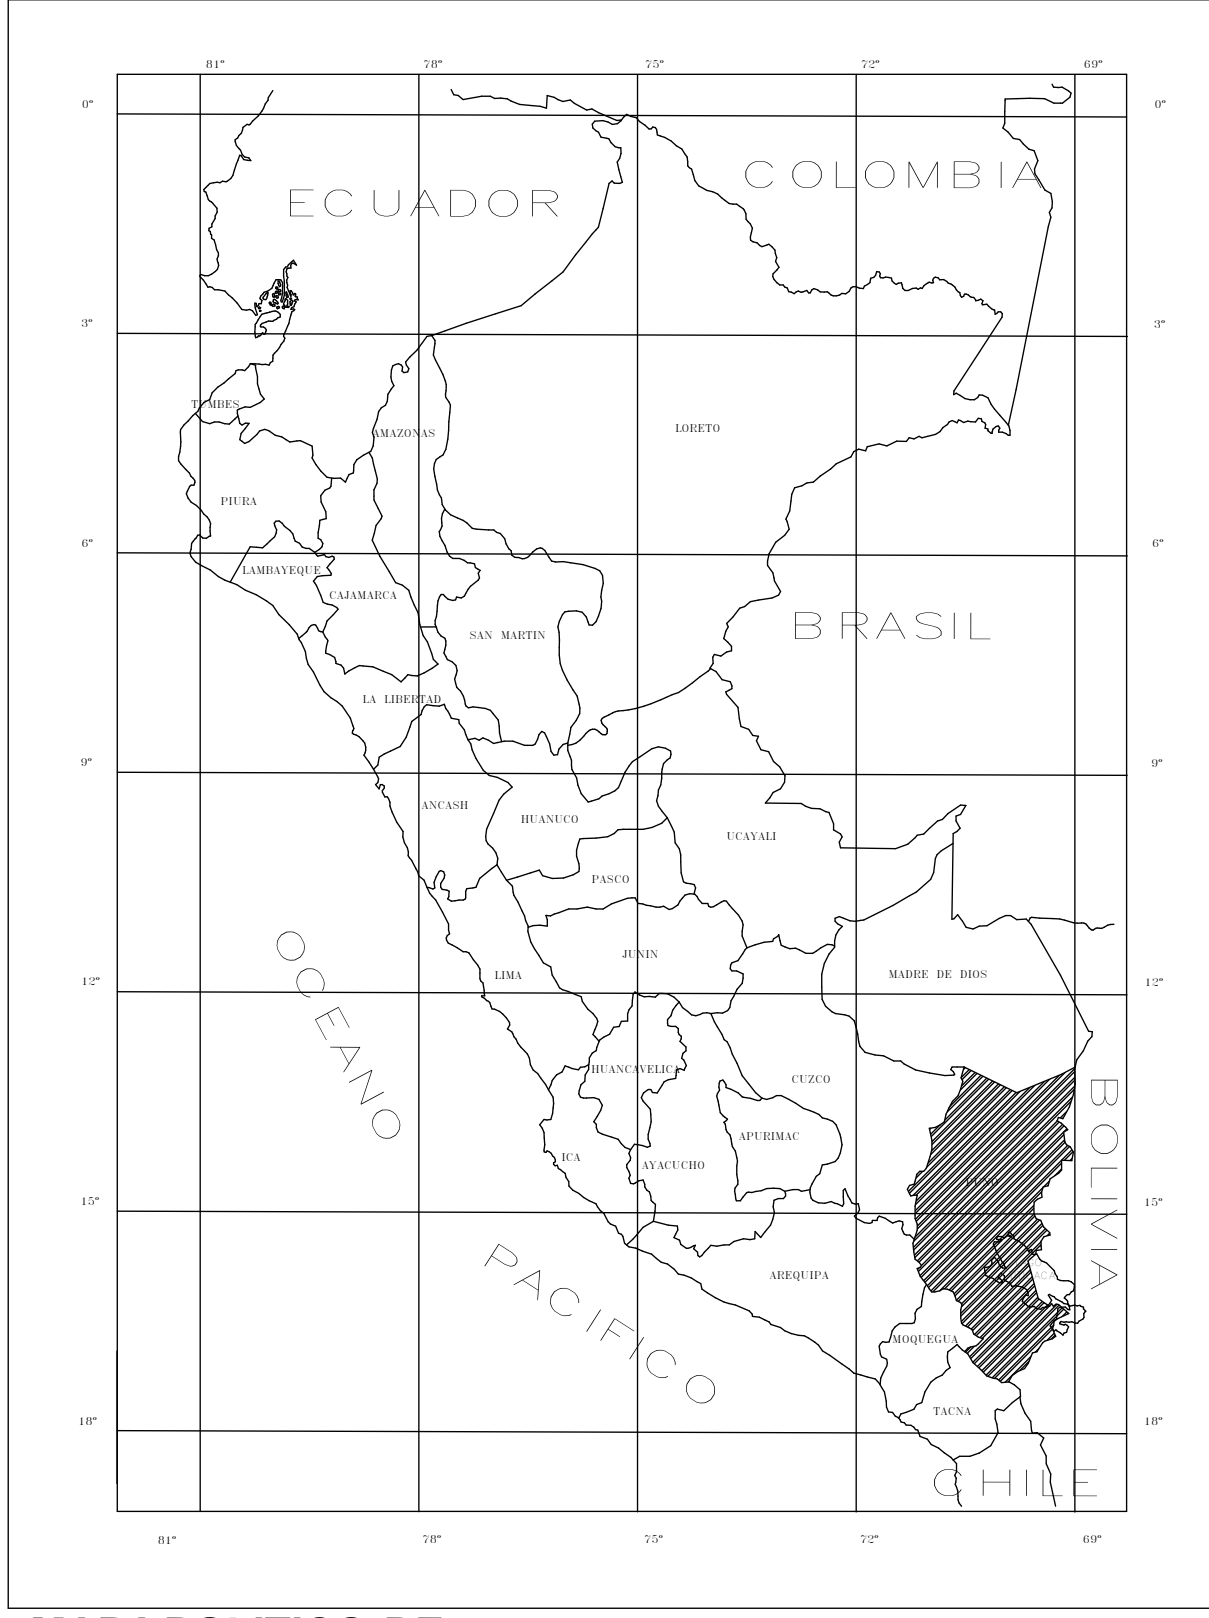 81° 78° 75° 72° 69°
0° 0°
COLOMBIA
ECUADOR
3° 3°
TUMBES
LORETO
AMAZONAS
PIURA
6° 6°
LAMBAYEQUE
CAJAMARCA
BRASIL
SAN MARTIN
LA LIBERTAD
9° 9°
ANCASH
HUANUCO
UCAYALI
PASCO
OCEANO
JUNIN
LIMA
MADRE DE DIOS
12° 12°
HUANCAVELICA
CUZCO
BOLIVIA
APURIMAC
ICA
AYACUCHO
PUNO
15° 15°
PACIFICO
AREQUIPA
MOQUEGUA
TACNA
18° 18°
CHILE
81° 78° 75° 72° 69°